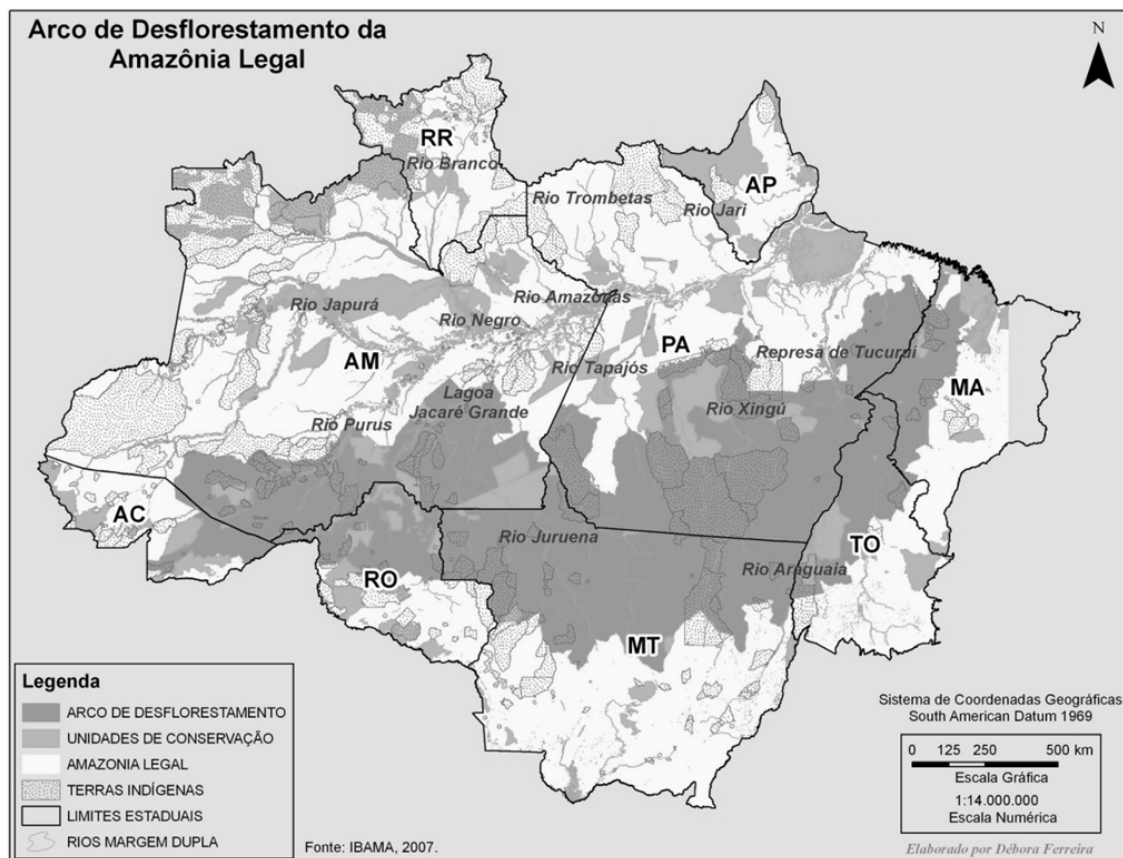 Arco de Desflorestamento da
Amazônia Legal
N
RR
Rio Branco
AP
Rio Trombetas
Rio Jari
Rio Japurá
Rio Amazonas
Rio Negro
AM
PA
Represa de Tucuruí
Rio Tapajós
MA
Lagoa
Jacaré Grande
Rio Xingú
Rio Purus
AC
Rio Juruena
TO
Rio Araguaia
RO
MT
Legenda
ARCO DE DESFLORESTAMENTO
UNIDADES DE CONSERVAÇÃO
AMAZONIA LEGAL
TERRAS INDÍGENAS
LIMITES ESTADUAIS
RIOS MARGEM DUPLA
Fonte: IBAMA, 2007.
Sistema de Coordenadas Geográficas
South American Datum 1969
0 125 250 500 km
Escala Gráfica
1:14.000.000
Escala Numérica
Elaborado por Débora Ferreira